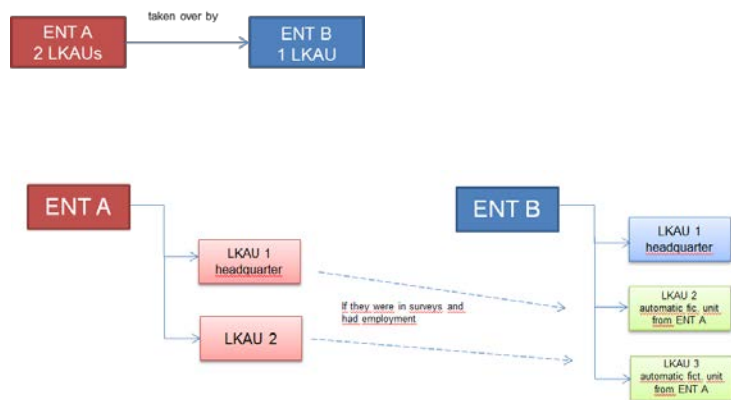 taken over by
ENT A
2 LKAUs
ENT B
1 LKAU
ENT A
ENT B
LKAU 1
headquarter
LKAU 1
headquarter
If they were in surveys and
had employment
LKAU 2
automatic fic. unit
from ENT A
LKAU 2
LKAU 3
automatic fict. unit
from ENT A